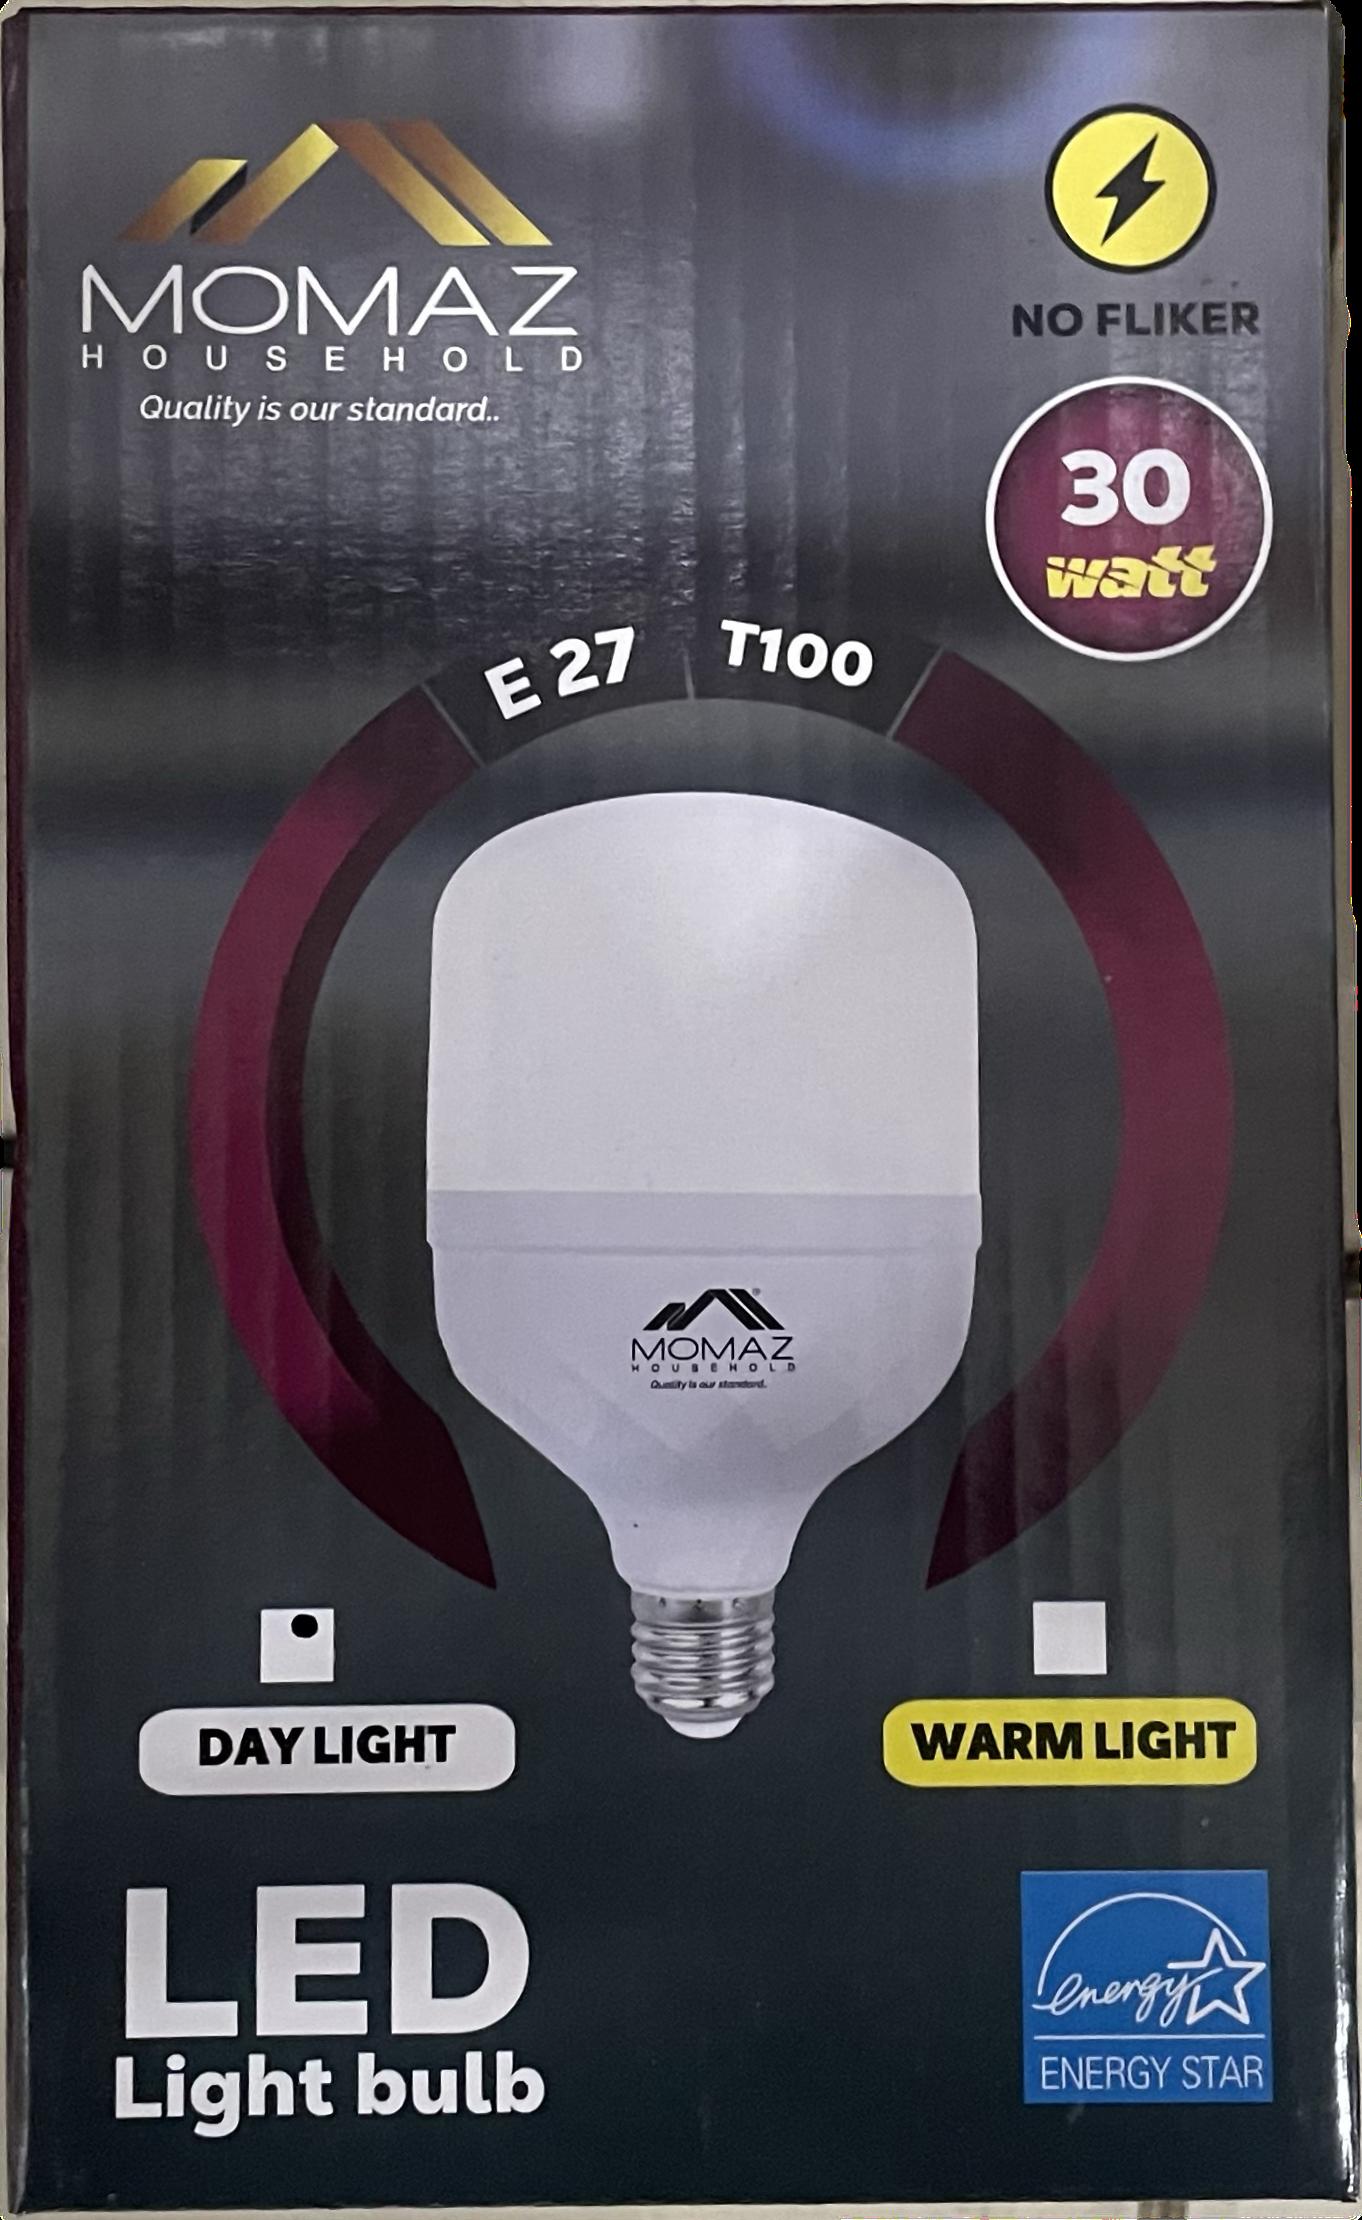 MOMAZ
HOUSEHOLD
Quality is our standard..
NO FLIKER
30
watt
E 27 T100
MOMAZ
HOUSEHOLD
Quality is our standard..
DAY LIGHT
WARM LIGHT
LED
Light bulb
energy
ENERGY STAR